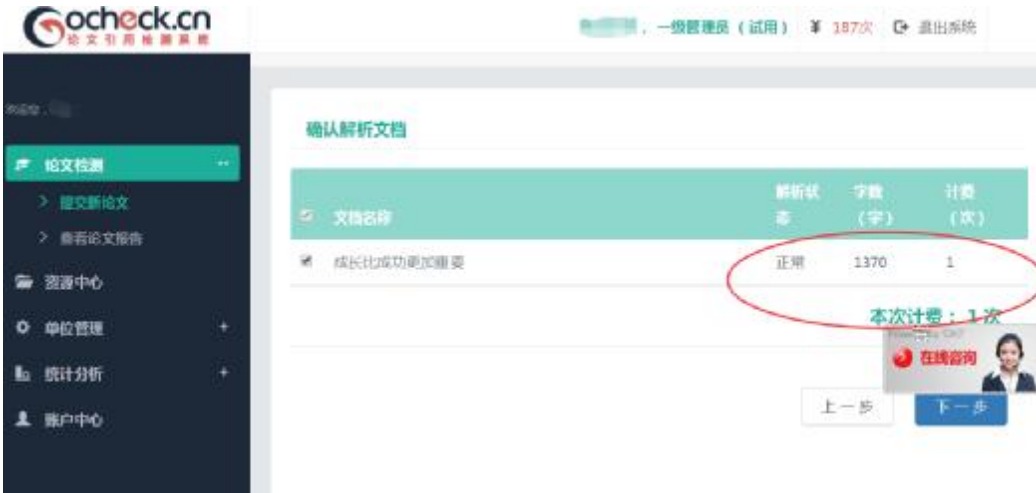 Gocheck.cn
论文引用检测系统
，一级管理员（试用） ¥ 187次 退出系统
论文检测
提交新论文
查看论文报告
资源中心
单位管理 +
统计分析 +
账户中心
确认解析文档
文档名称 解析状态 字数（字） 计费（次）
成长比成功更加重要 正常 1370 1
本次计费：1 次
在线咨询
上一步 下一步